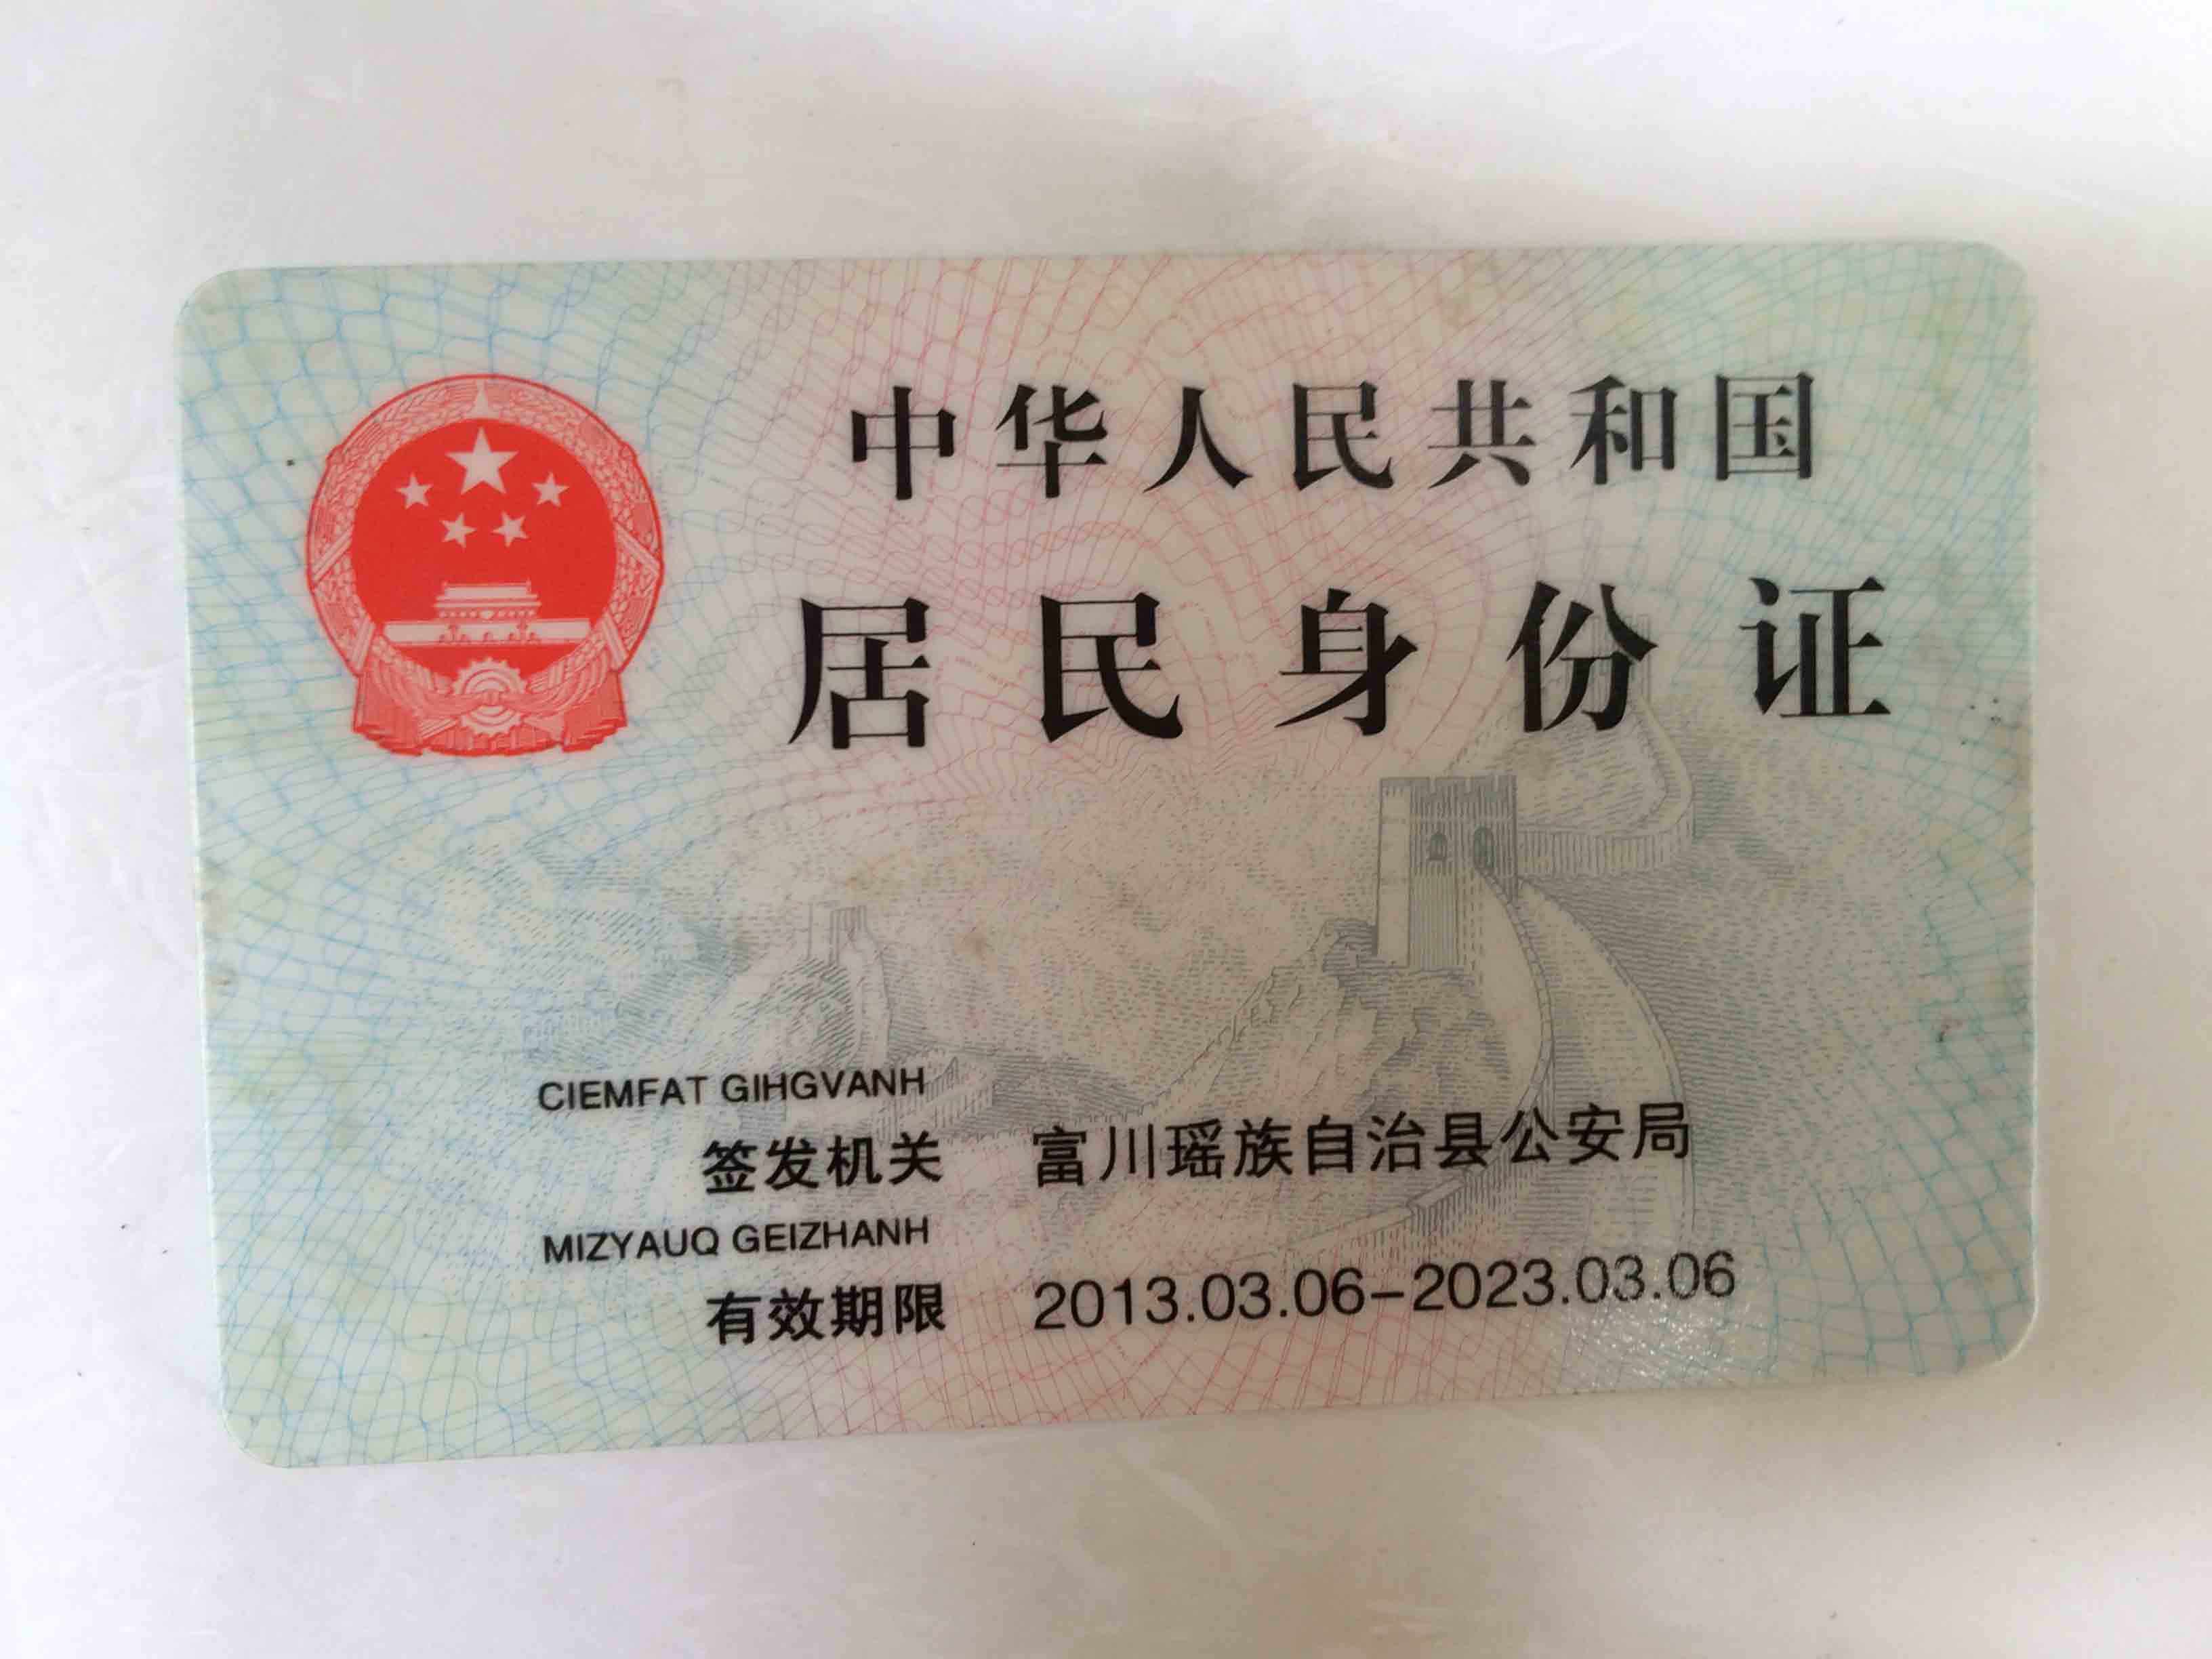 中华人民共和国
居民身份证
CIEMFAT GIHGVANH
签发机关 富川瑶族自治县公安局
MIZYAUQ GEIZHANH
有效期限 2013.03.06-2023.03.06